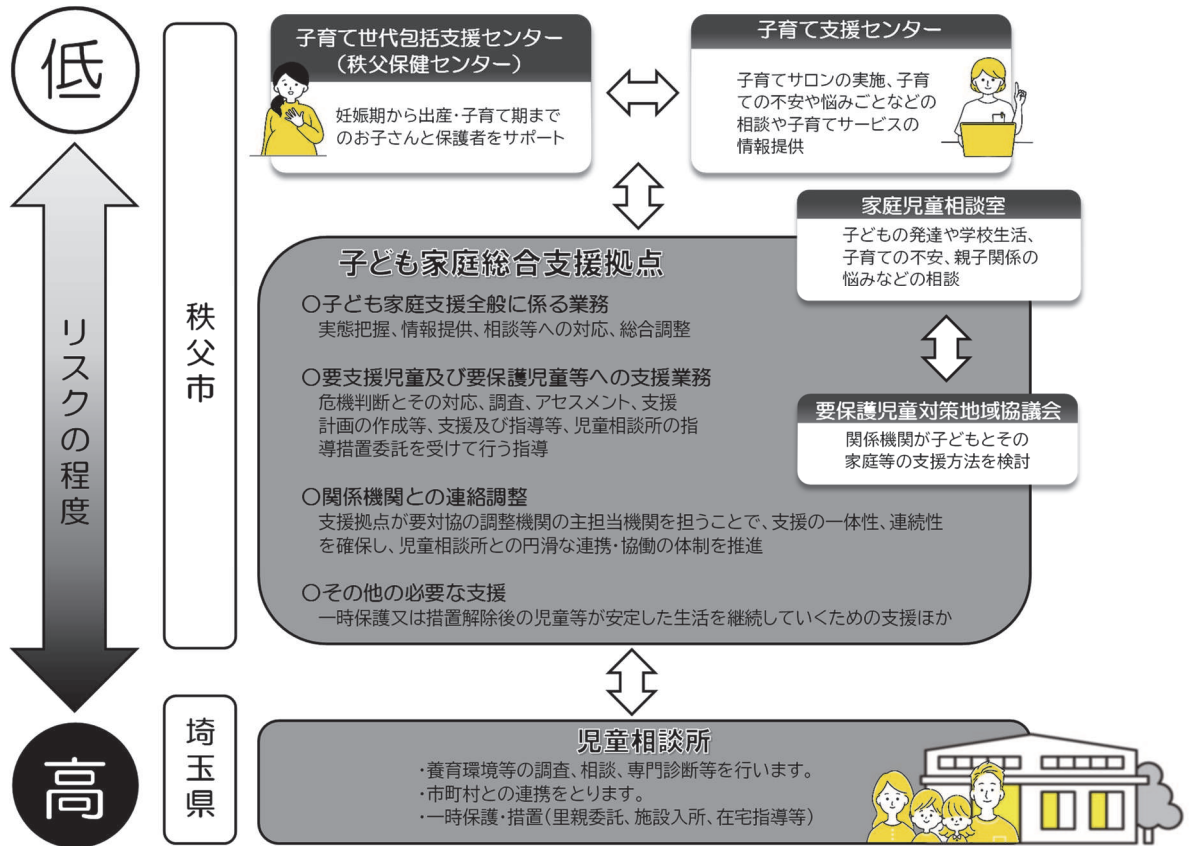 低
リスクの程度
高
秩父市
埼玉県
子育て世代包括支援センター
（秩父保健センター）
妊娠期から出産・子育て期まで
のお子さんと保護者をサポート
子育て支援センター
子育てサロンの実施、子育
ての不安や悩みごとなどの
相談や子育てサービスの
情報提供
家庭児童相談室
子どもの発達や学校生活、
子育ての不安、親子関係の
悩みなどの相談
要保護児童対策地域協議会
関係機関が子どもとその
家庭等の支援方法を検討
子ども家庭総合支援拠点
○子ども家庭支援全般に係る業務
実態把握、情報提供、相談等への対応、総合調整
○要支援児童及び要保護児童等への支援業務
危機判断とその対応、調査、アセスメント、支援
計画の作成等、支援及び指導等、児童相談所の指
導措置委託を受けて行う指導
○関係機関との連絡調整
支援拠点が要対協の調整機関の主担当機関を担うことで、支援の一体性、連続性
を確保し、児童相談所との円滑な連携・協働の体制を推進
○その他の必要な支援
一時保護又は措置解除後の児童等が安定した生活を継続していくための支援ほか
児童相談所
・養育環境等の調査、相談、専門診断等を行います。
・市町村との連携をとります。
・一時保護・措置（里親委託、施設入所、在宅指導等）